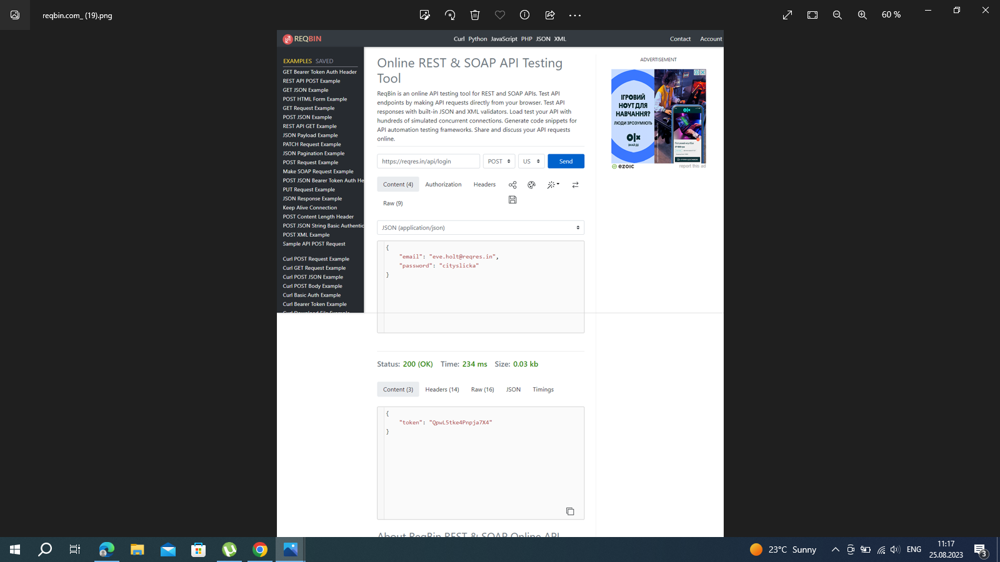 reqbin.com_ (19).png
60 %
REQBIN
Curl Python JavaScript PHP JSON XML
Contact Account
EXAMPLES SAVED
GET Bearer Token Auth Header
REST API POST Example
GET JSON Example
POST HTML Form Example
GET Request Example
POST JSON Example
REST API GET Example
JSON Payload Example
PATCH Request Example
JSON Pagination Example
POST Request Example
Make SOAP Request Example
POST JSON Bearer Token Auth He
PUT Request Example
JSON Response Example
Keep Alive Connection
POST Content Length Header
POST JSON String Basic Authentic
POST XML Example
Sample API POST Request
Curl POST Request Example
Curl GET Request Example
Curl POST JSON Example
Curl POST Body Example
Curl Basic Auth Example
Curl Bearer Token Example
Curl Download File Example
Online REST & SOAP API Testing
Tool
ReqBin is an online API testing tool for REST and SOAP APIs. Test API
endpoints by making API requests directly from your browser. Test API
responses with built-in JSON and XML validators. Load test your API with
hundreds of simulated concurrent connections. Generate code snippets for
API automation testing frameworks. Share and discuss your API requests
online.
https://reqres.in/api/login POST US Send
Content (4) Authorization Headers
Raw (9)
JSON (application/json)
{
"email": "eve.holt@reqres.in",
"password": "cityslicka"
}
Status: 200 (OK) Time: 234 ms Size: 0.03 kb
Content (3) Headers (14) Raw (16) JSON Timings
{
"token": "QpwL5tke4Pnpja7X4"
}
About ReqBin REST & SOAP Online API
ADVERTISEMENT
ІГРОВИЙ
НОУТ ДЛЯ
НАВЧАННЯ?
ЛЮДИ ЗРОЗУМІЮТЬ
olx
ЗНАЙДЕ
olx
ezoic report this ad
23°C Sunny
ENG
11:17
25.08.2023
3